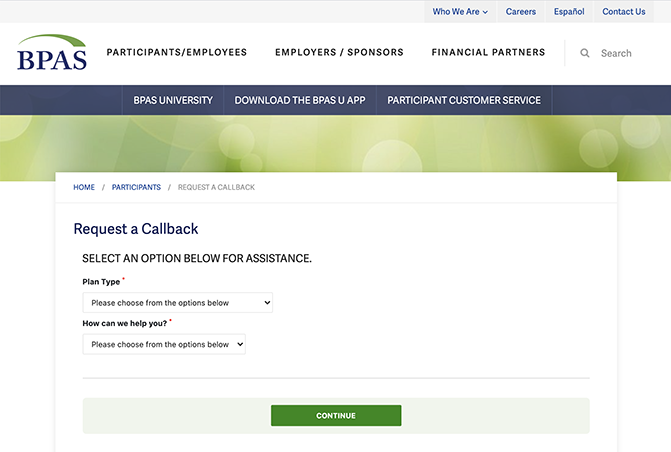 Who We Are
Careers
Español
Contact Us
BPAS
PARTICIPANTS/EMPLOYEES
EMPLOYERS / SPONSORS
FINANCIAL PARTNERS
Search
BPAS UNIVERSITY
DOWNLOAD THE BPAS U APP
PARTICIPANT CUSTOMER SERVICE
HOME / PARTICIPANTS / REQUEST A CALLBACK
Request a Callback
SELECT AN OPTION BELOW FOR ASSISTANCE.
Plan Type *
Please choose from the options below
How can we help you? *
Please choose from the options below
CONTINUE